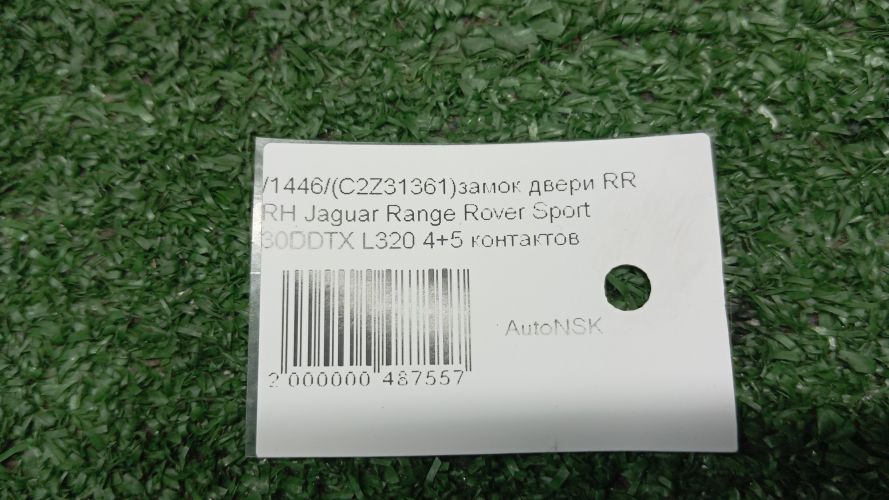 /1446/(C2Z31361)замок двери RR
RH Jaguar Range Rover Sport
30DDTX L320 4+5 контактов
AutoNSK
2 000000 487557